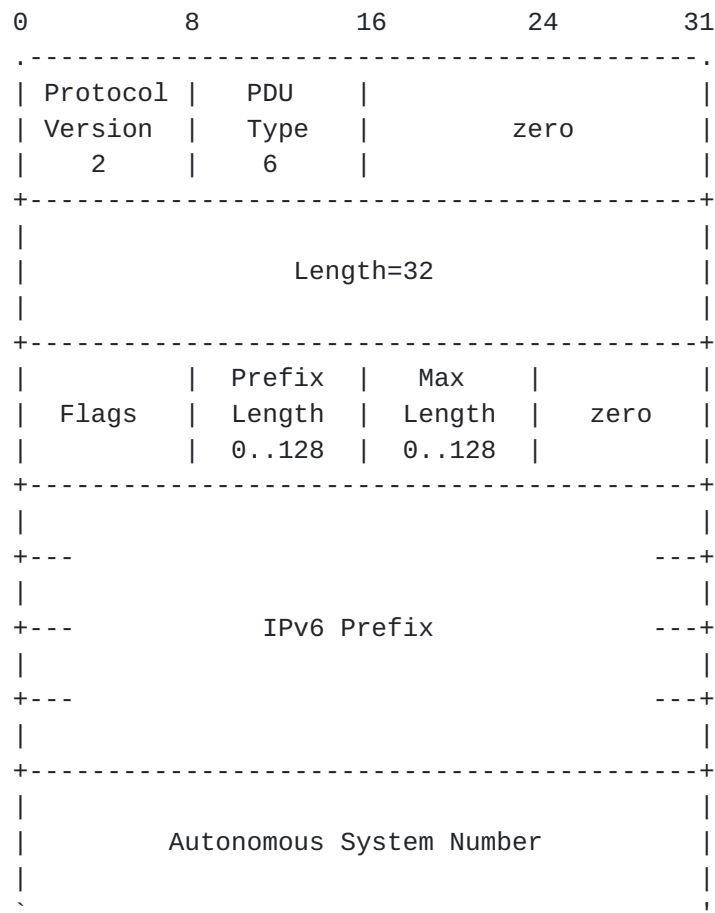 0          8          16         24        31
.-------------------------------------------.
| Protocol |   PDU    |                     |
| Version  |   Type   |         zero        |
|    2     |    6     |                     |
+-------------------------------------------+
|                                           |
|                 Length=32                 |
|                                           |
+-------------------------------------------+
|          |  Prefix  |   Max    |          |
|  Flags   |  Length  |  Length  |   zero   |
|          |  0..128  |  0..128  |          |
+-------------------------------------------+
|                                           |
+---                                     ---+
|                                           |
+---            IPv6 Prefix              ---+
|                                           |
+---                                     ---+
|                                           |
+-------------------------------------------+
|                                           |
|         Autonomous System Number          |
|                                           |
`-------------------------------------------'